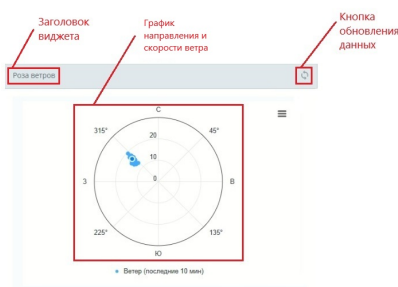 Заголовок
виджета
График
направления и
скорости ветра
Кнопка
обновления
данных
Роза ветров
С
315°
45°
20
10
З
0
В
225°
135°
Ю
Ветер (последние 10 мин)